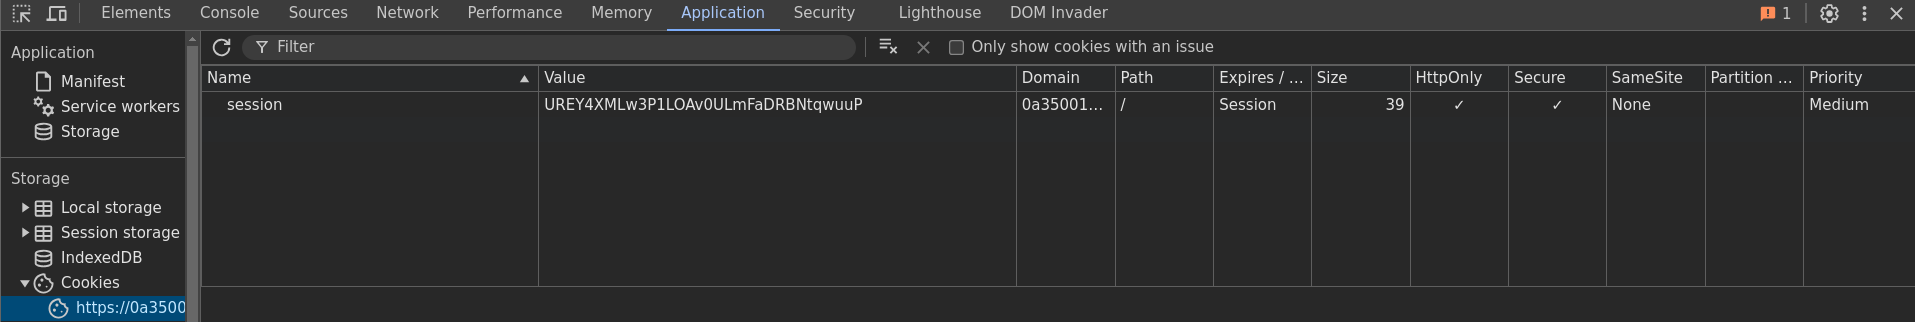 Elements Console Sources Network Performance Memory Application Security Lighthouse DOM Invader 1
Application
Manifest
Service workers
Storage
Storage
Local storage
Session storage
IndexedDB
Cookies
https://0a3500
Filter Only show cookies with an issue
Name Value Domain Path Expires / ... Size HttpOnly Secure SameSite Partition ... Priority
session UREY4XMLw3P1LOAv0ULmFaDRBNtqwuuP 0a35001... / Session 39 ✓ ✓ None Medium